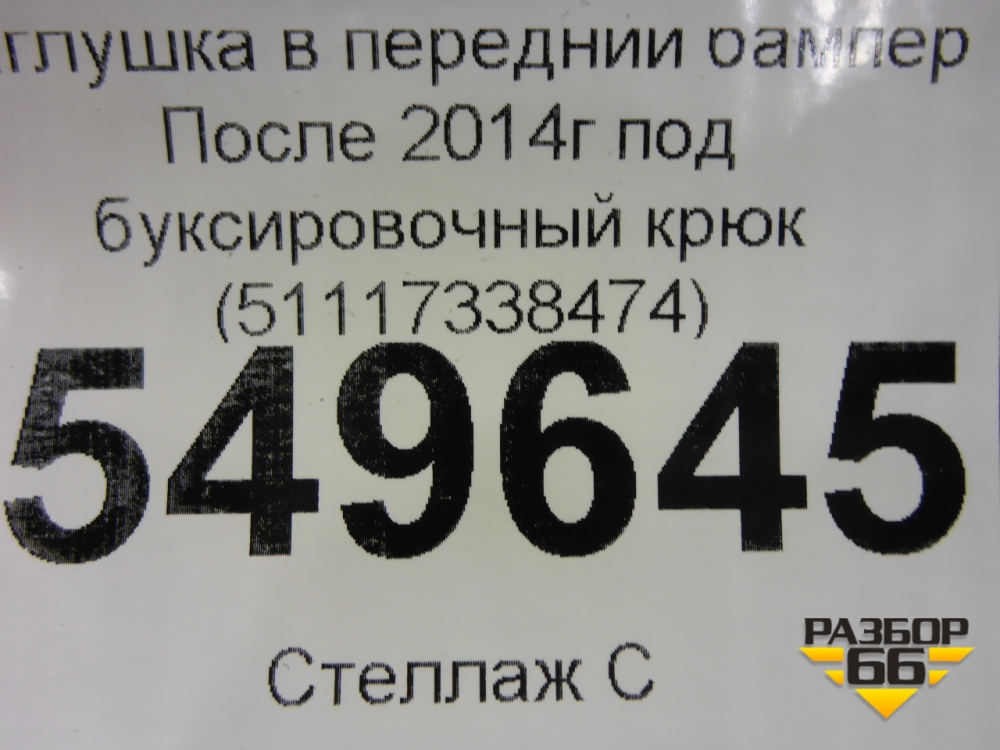 глушка в передний бампер
После 2014г под
буксировочный крюк
(51117338474)
549645
Стеллаж С
РАЗБОР
66